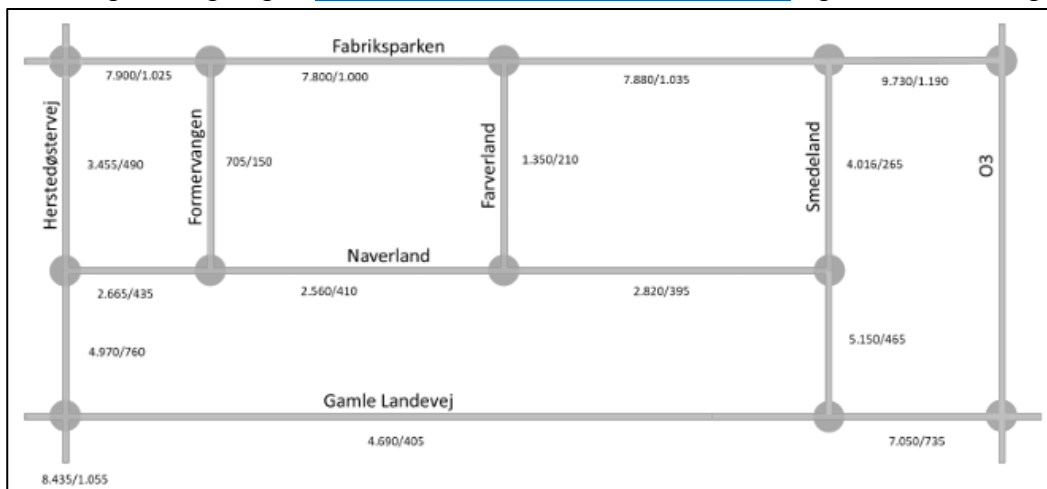 Fabriksparken
7.900/1.025
7.800/1.000
7.880/1.035
9.730/1.190
Herstedøstervej
3.455/490
Formervangen
705/150
Farverland
1.350/210
Smedeland
4.016/265
O3
Naverland
2.665/435
2.560/410
2.820/395
4.970/760
5.150/465
Gamle Landevej
4.690/405
7.050/735
8.435/1.055